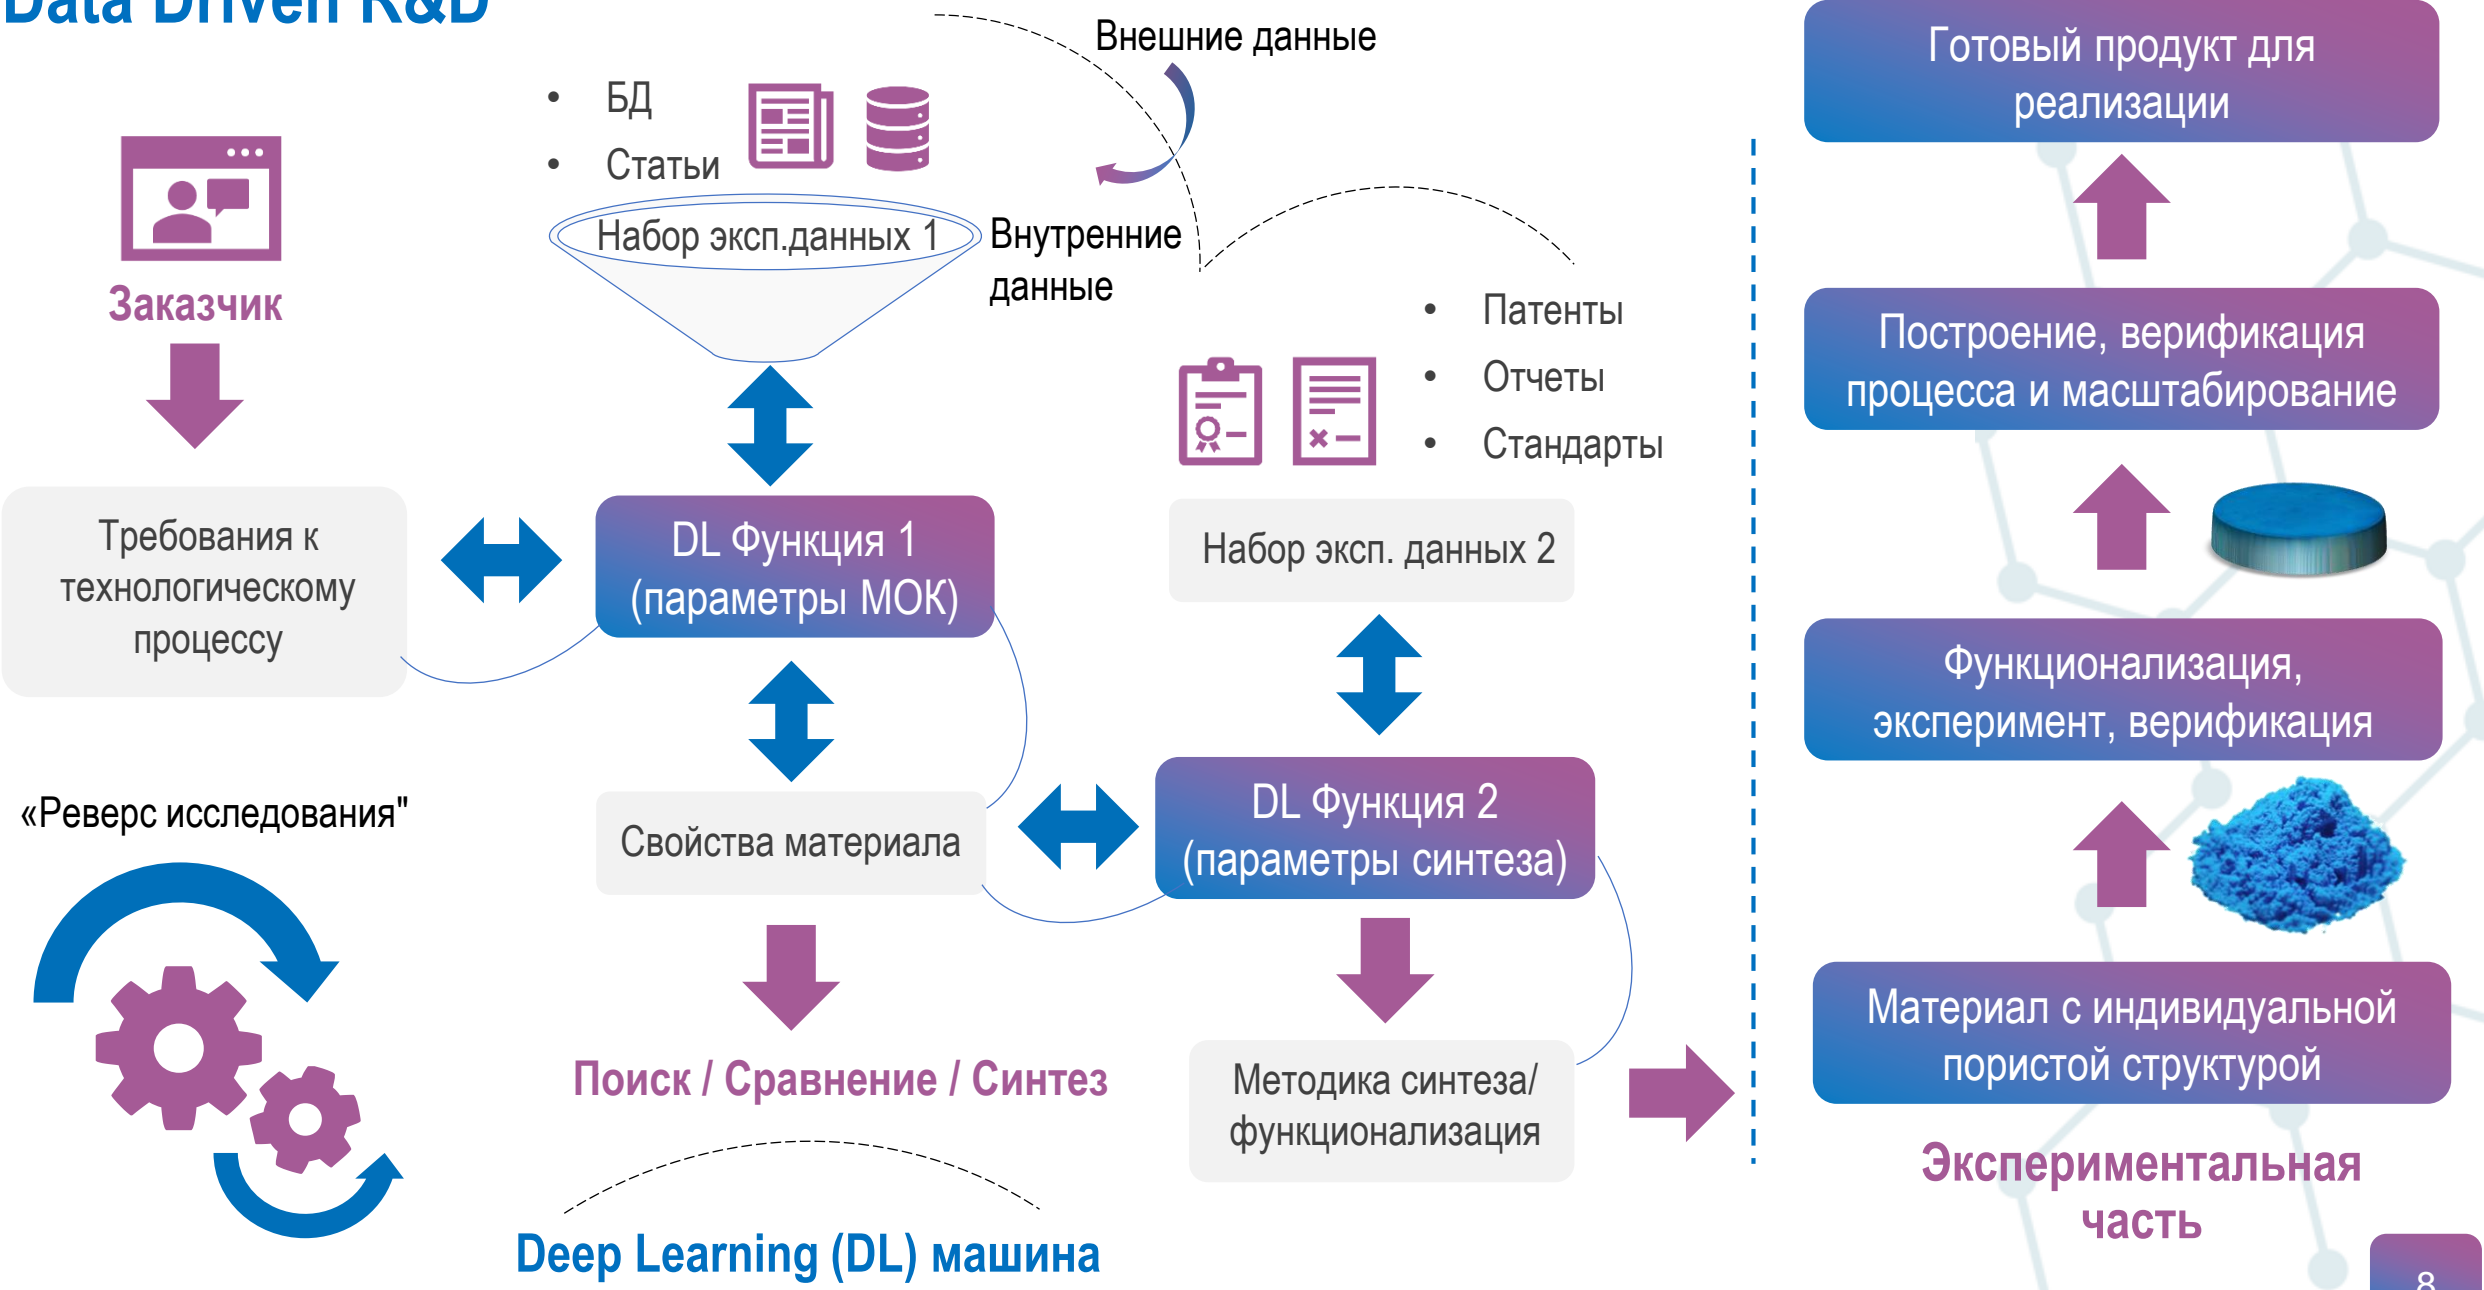 Data Driven R&D
Внешние данные
• БД
• Статьи
Набор эксп.данных 1
Внутренние
данные
Заказчик
Требования к
технологическому
процессу
DL Функция 1
(параметры МОК)
• Патенты
• Отчеты
• Стандарты
Набор эксп. данных 2
«Реверс исследования"
Свойства материала
DL Функция 2
(параметры синтеза)
Поиск / Сравнение / Синтез
Методика синтеза/
функционализация
Deep Learning (DL) машина
Готовый продукт для
реализации
Построение, верификация
процесса и масштабирование
Функционализация,
эксперимент, верификация
Материал с индивидуальной
пористой структурой
Экспериментальная
часть
8